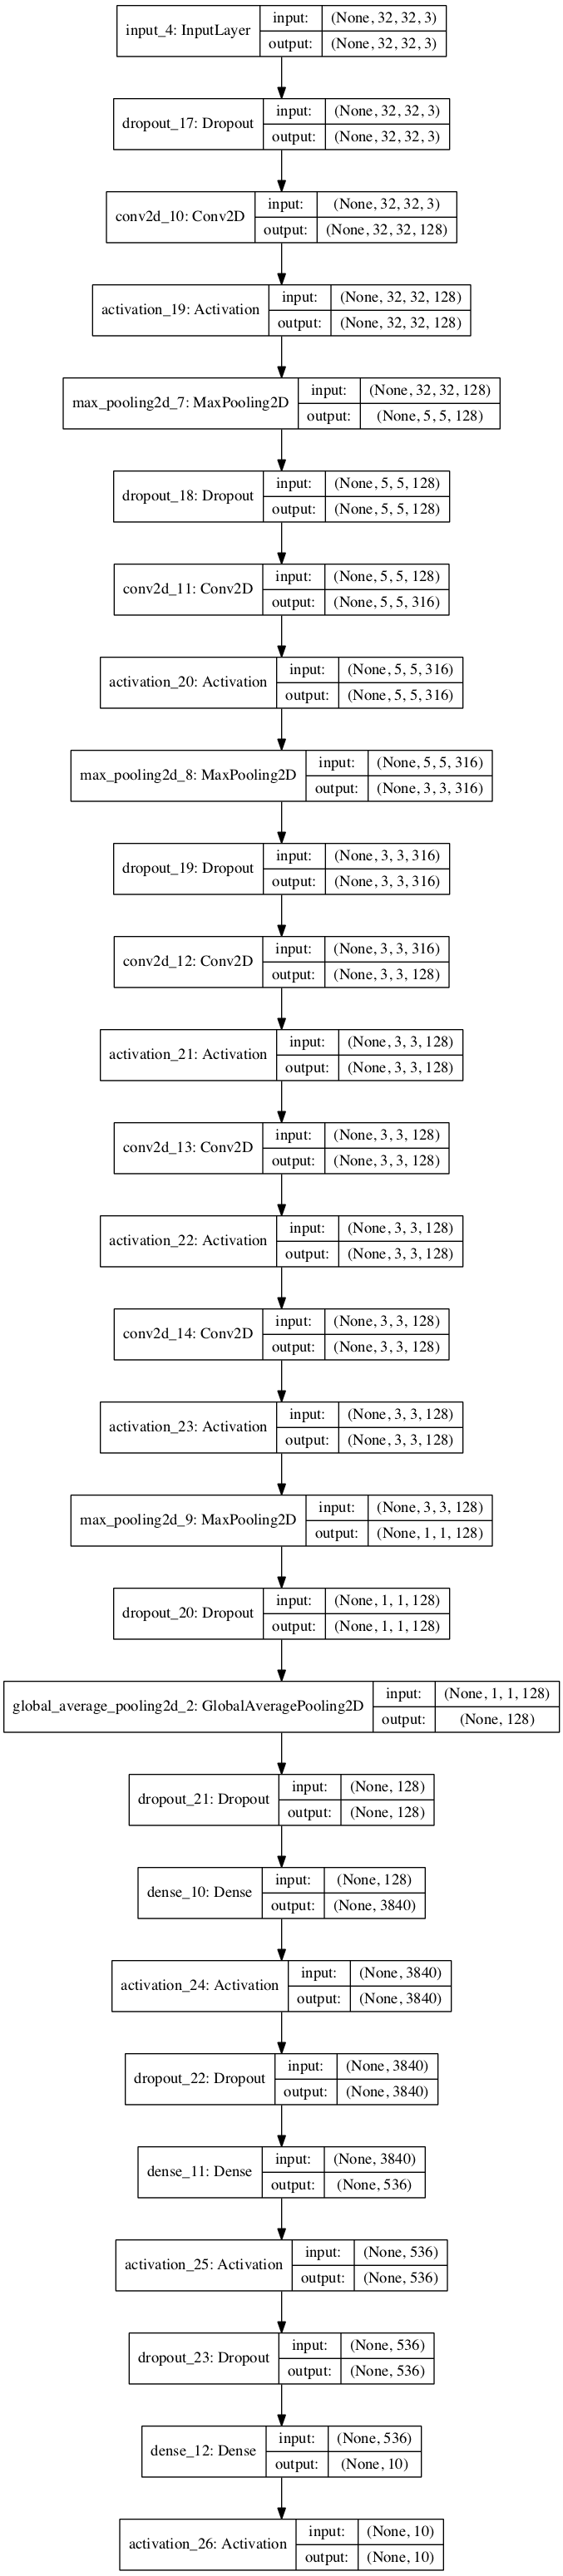 input_4: InputLayer input: (None, 32, 32, 3)
output: (None, 32, 32, 3)
dropout_17: Dropout input: (None, 32, 32, 3)
output: (None, 32, 32, 3)
conv2d_10: Conv2D input: (None, 32, 32, 3)
output: (None, 32, 32, 128)
activation_19: Activation input: (None, 32, 32, 128)
output: (None, 32, 32, 128)
max_pooling2d_7: MaxPooling2D input: (None, 32, 32, 128)
output: (None, 5, 5, 128)
dropout_18: Dropout input: (None, 5, 5, 128)
output: (None, 5, 5, 128)
conv2d_11: Conv2D input: (None, 5, 5, 128)
output: (None, 5, 5, 316)
activation_20: Activation input: (None, 5, 5, 316)
output: (None, 5, 5, 316)
max_pooling2d_8: MaxPooling2D input: (None, 5, 5, 316)
output: (None, 3, 3, 316)
dropout_19: Dropout input: (None, 3, 3, 316)
output: (None, 3, 3, 316)
conv2d_12: Conv2D input: (None, 3, 3, 316)
output: (None, 3, 3, 128)
activation_21: Activation input: (None, 3, 3, 128)
output: (None, 3, 3, 128)
conv2d_13: Conv2D input: (None, 3, 3, 128)
output: (None, 3, 3, 128)
activation_22: Activation input: (None, 3, 3, 128)
output: (None, 3, 3, 128)
conv2d_14: Conv2D input: (None, 3, 3, 128)
output: (None, 3, 3, 128)
activation_23: Activation input: (None, 3, 3, 128)
output: (None, 3, 3, 128)
max_pooling2d_9: MaxPooling2D input: (None, 3, 3, 128)
output: (None, 1, 1, 128)
dropout_20: Dropout input: (None, 1, 1, 128)
output: (None, 1, 1, 128)
global_average_pooling2d_2: GlobalAveragePooling2D input: (None, 1, 1, 128)
output: (None, 128)
dropout_21: Dropout input: (None, 128)
output: (None, 128)
dense_10: Dense input: (None, 128)
output: (None, 3840)
activation_24: Activation input: (None, 3840)
output: (None, 3840)
dropout_22: Dropout input: (None, 3840)
output: (None, 3840)
dense_11: Dense input: (None, 3840)
output: (None, 536)
activation_25: Activation input: (None, 536)
output: (None, 536)
dropout_23: Dropout input: (None, 536)
output: (None, 536)
dense_12: Dense input: (None, 536)
output: (None, 10)
activation_26: Activation input: (None, 10)
output: (None, 10)